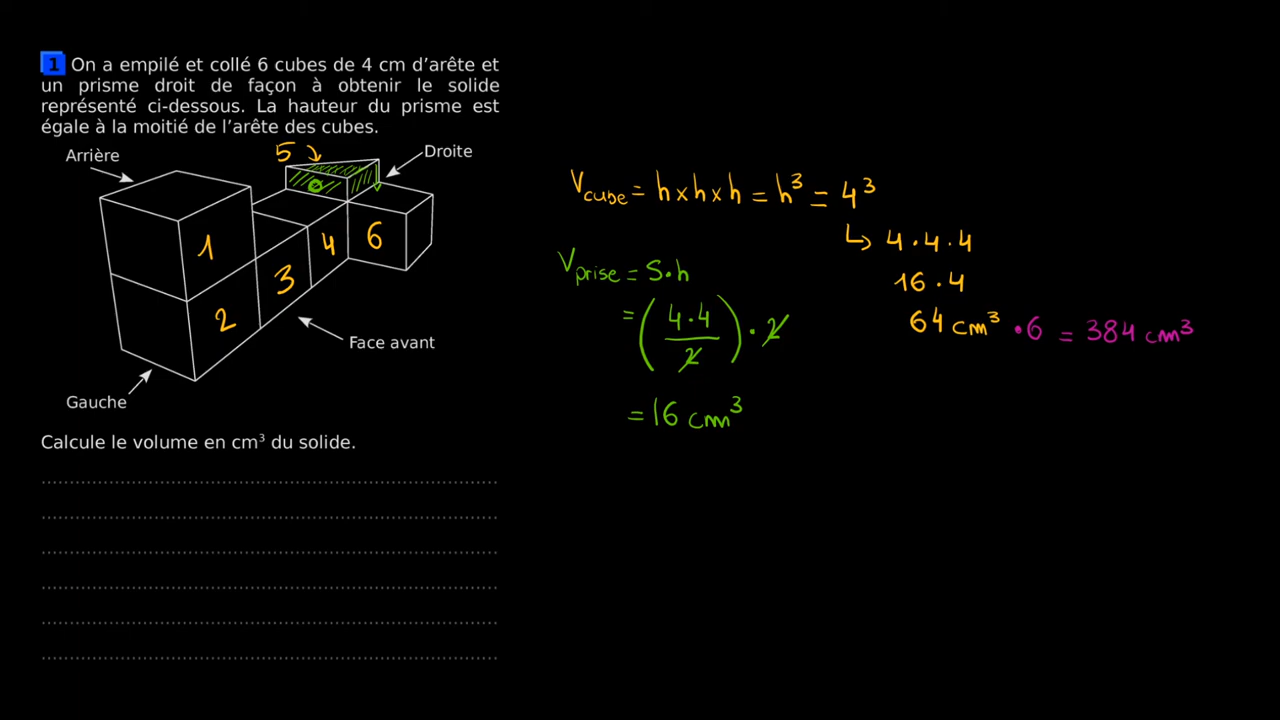 1 On a empilé et collé 6 cubes de 4 cm d'arête et
un prisme droit de façon à obtenir le solide
représenté ci-dessous. La hauteur du prisme est
égale à la moitié de l'arête des cubes.
5
Arrière
Droite
1
4
6
3
2
Face avant
Gauche
Calcule le volume en cm³ du solide.
Vcube = h x h x h = h³ = 4³
↳ 4 · 4 · 4
16 · 4
64 cm³ · 6 = 384 cm³
Vprise = S · h
= (4 · 4 / 2) · 2
= 16 cm³